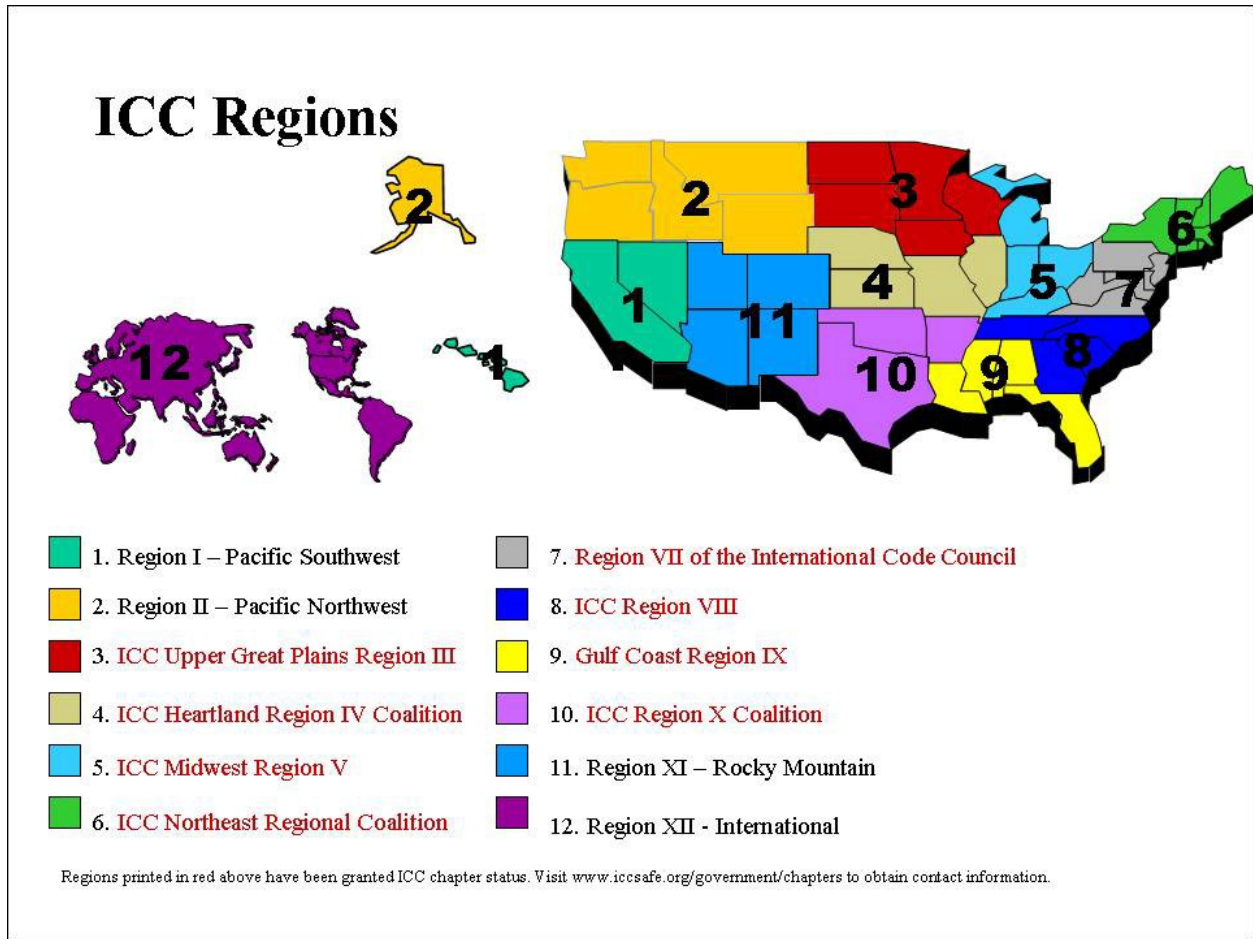 ICC Regions
2
2
3
6
4
5
7
1
11
12
1
10
9
8
1. Region I – Pacific Southwest
2. Region II – Pacific Northwest
3. ICC Upper Great Plains Region III
4. ICC Heartland Region IV Coalition
5. ICC Midwest Region V
6. ICC Northeast Regional Coalition
7. Region VII of the International Code Council
8. ICC Region VIII
9. Gulf Coast Region IX
10. ICC Region X Coalition
11. Region XI – Rocky Mountain
12. Region XII - International
Regions printed in red above have been granted ICC chapter status. Visit www.iccsafe.org/government/chapters to obtain contact information.